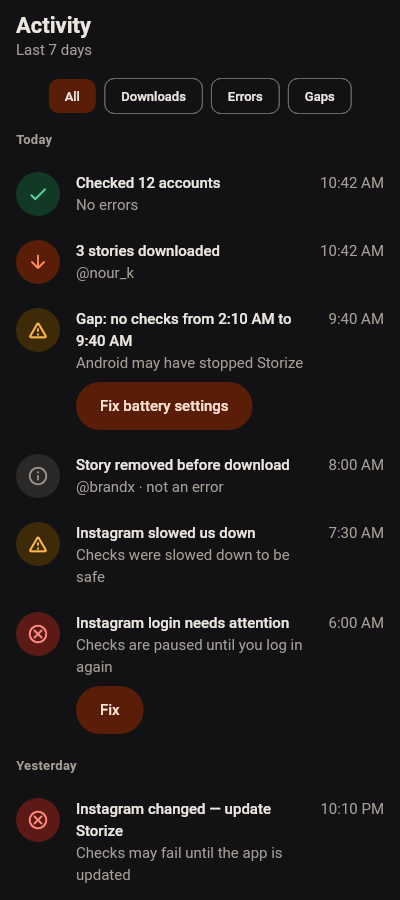 Activity
Last 7 days
All Downloads Errors Gaps
Today
Checked 12 accounts 10:42 AM
No errors
3 stories downloaded 10:42 AM
@nour_k
Gap: no checks from 2:10 AM to 9:40 AM
9:40 AM
Android may have stopped Storize
Fix battery settings
Story removed before download 8:00 AM
@brandx · not an error
Instagram slowed us down 7:30 AM
Checks were slowed down to be
safe
Instagram login needs attention 6:00 AM
Checks are paused until you log in
again
Fix
Yesterday
Instagram changed — update 10:10 PM
Storize
Checks may fail until the app is
updated